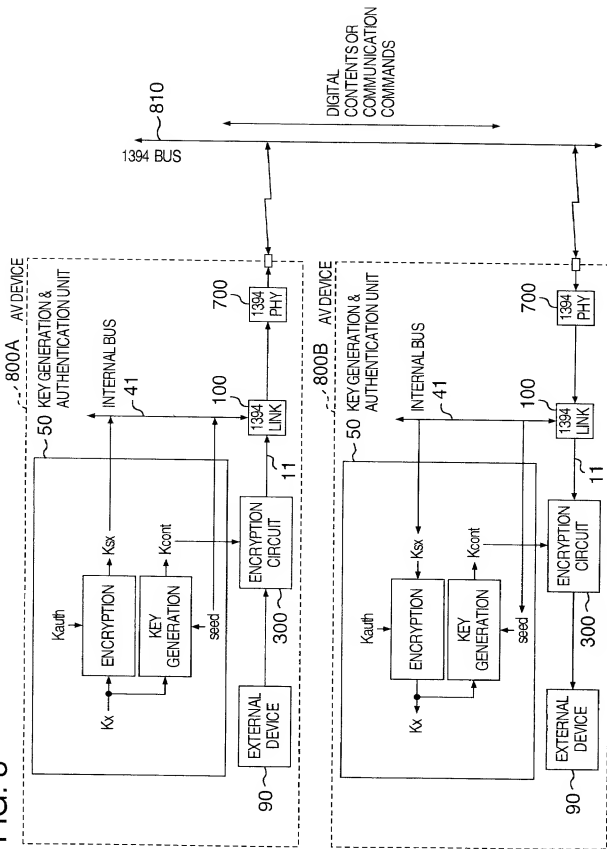 800A AV DEVICE
50 KEY GENERATION &
AUTHENTICATION UNIT
Kauth
Kx
ENCRYPTION
Ksx
INTERNAL BUS
41
KEY
GENERATION
Kcont
seed
EXTERNAL
DEVICE
90
ENCRYPTION
CIRCUIT
300
11
100
1394
LINK
700
1394
PHY
1394 BUS
810
DIGITAL
CONTENTS OR
COMMUNICATION
COMMANDS
800B AV DEVICE
50 KEY GENERATION &
AUTHENTICATION UNIT
Kauth
Kx
ENCRYPTION
Ksx
INTERNAL BUS
41
KEY
GENERATION
Kcont
seed
EXTERNAL
DEVICE
90
ENCRYPTION
CIRCUIT
300
11
100
1394
LINK
700
1394
PHY